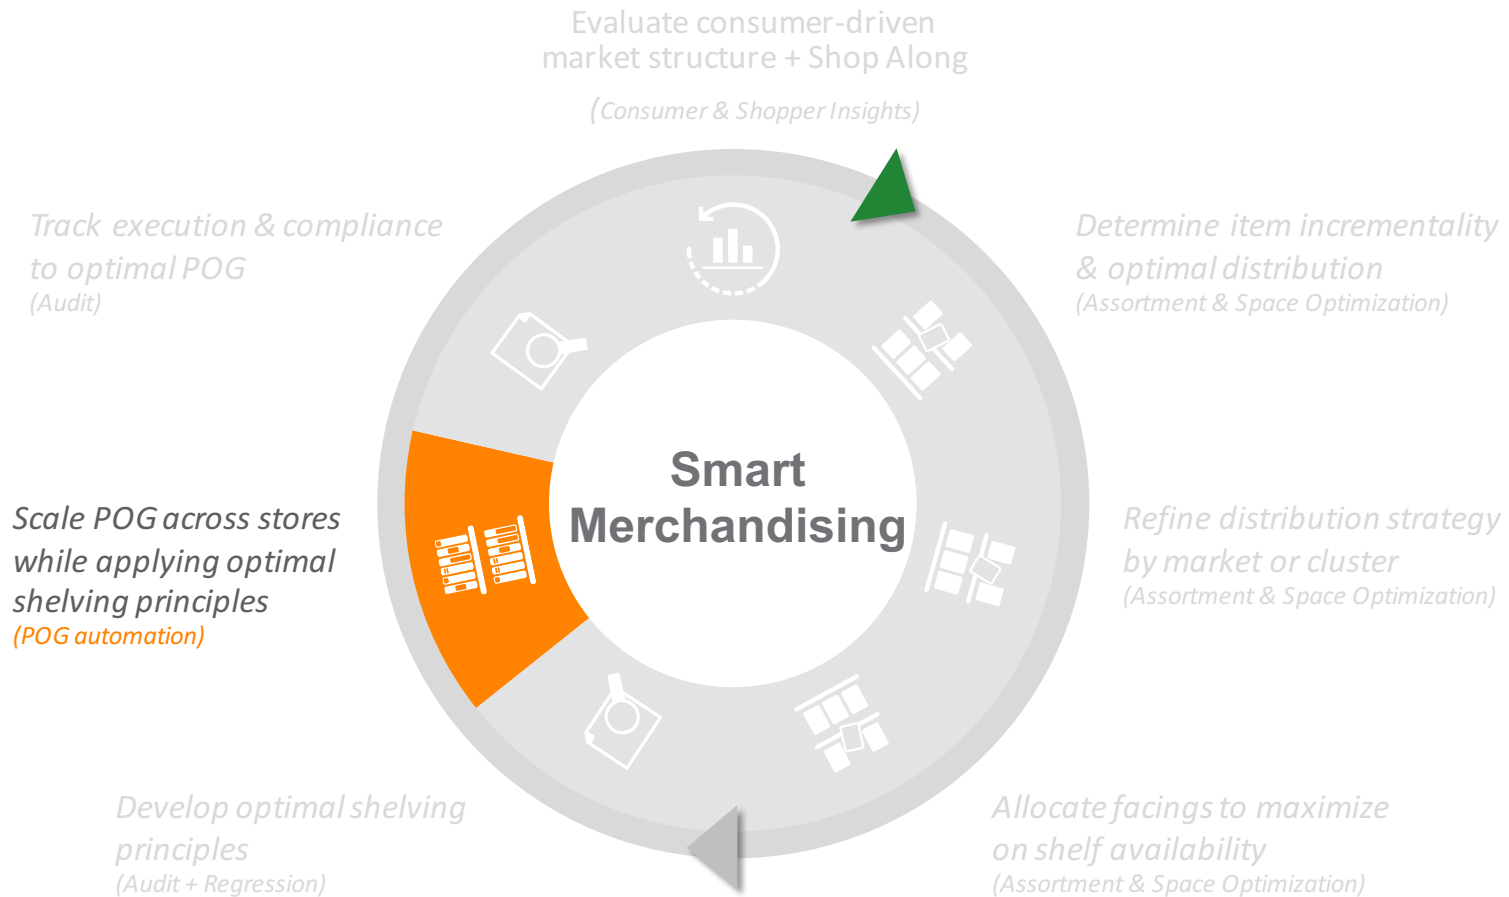 Evaluate consumer-driven
market structure + Shop Along
(Consumer & Shopper Insights)
Track execution & compliance
to optimal POG
(Audit)
Determine item incrementality
& optimal distribution
(Assortment & Space Optimization)
Smart
Merchandising
Scale POG across stores
while applying optimal
shelving principles
(POG automation)
Refine distribution strategy
by market or cluster
(Assortment & Space Optimization)
Develop optimal shelving
principles
(Audit + Regression)
Allocate facings to maximize
on shelf availability
(Assortment & Space Optimization)